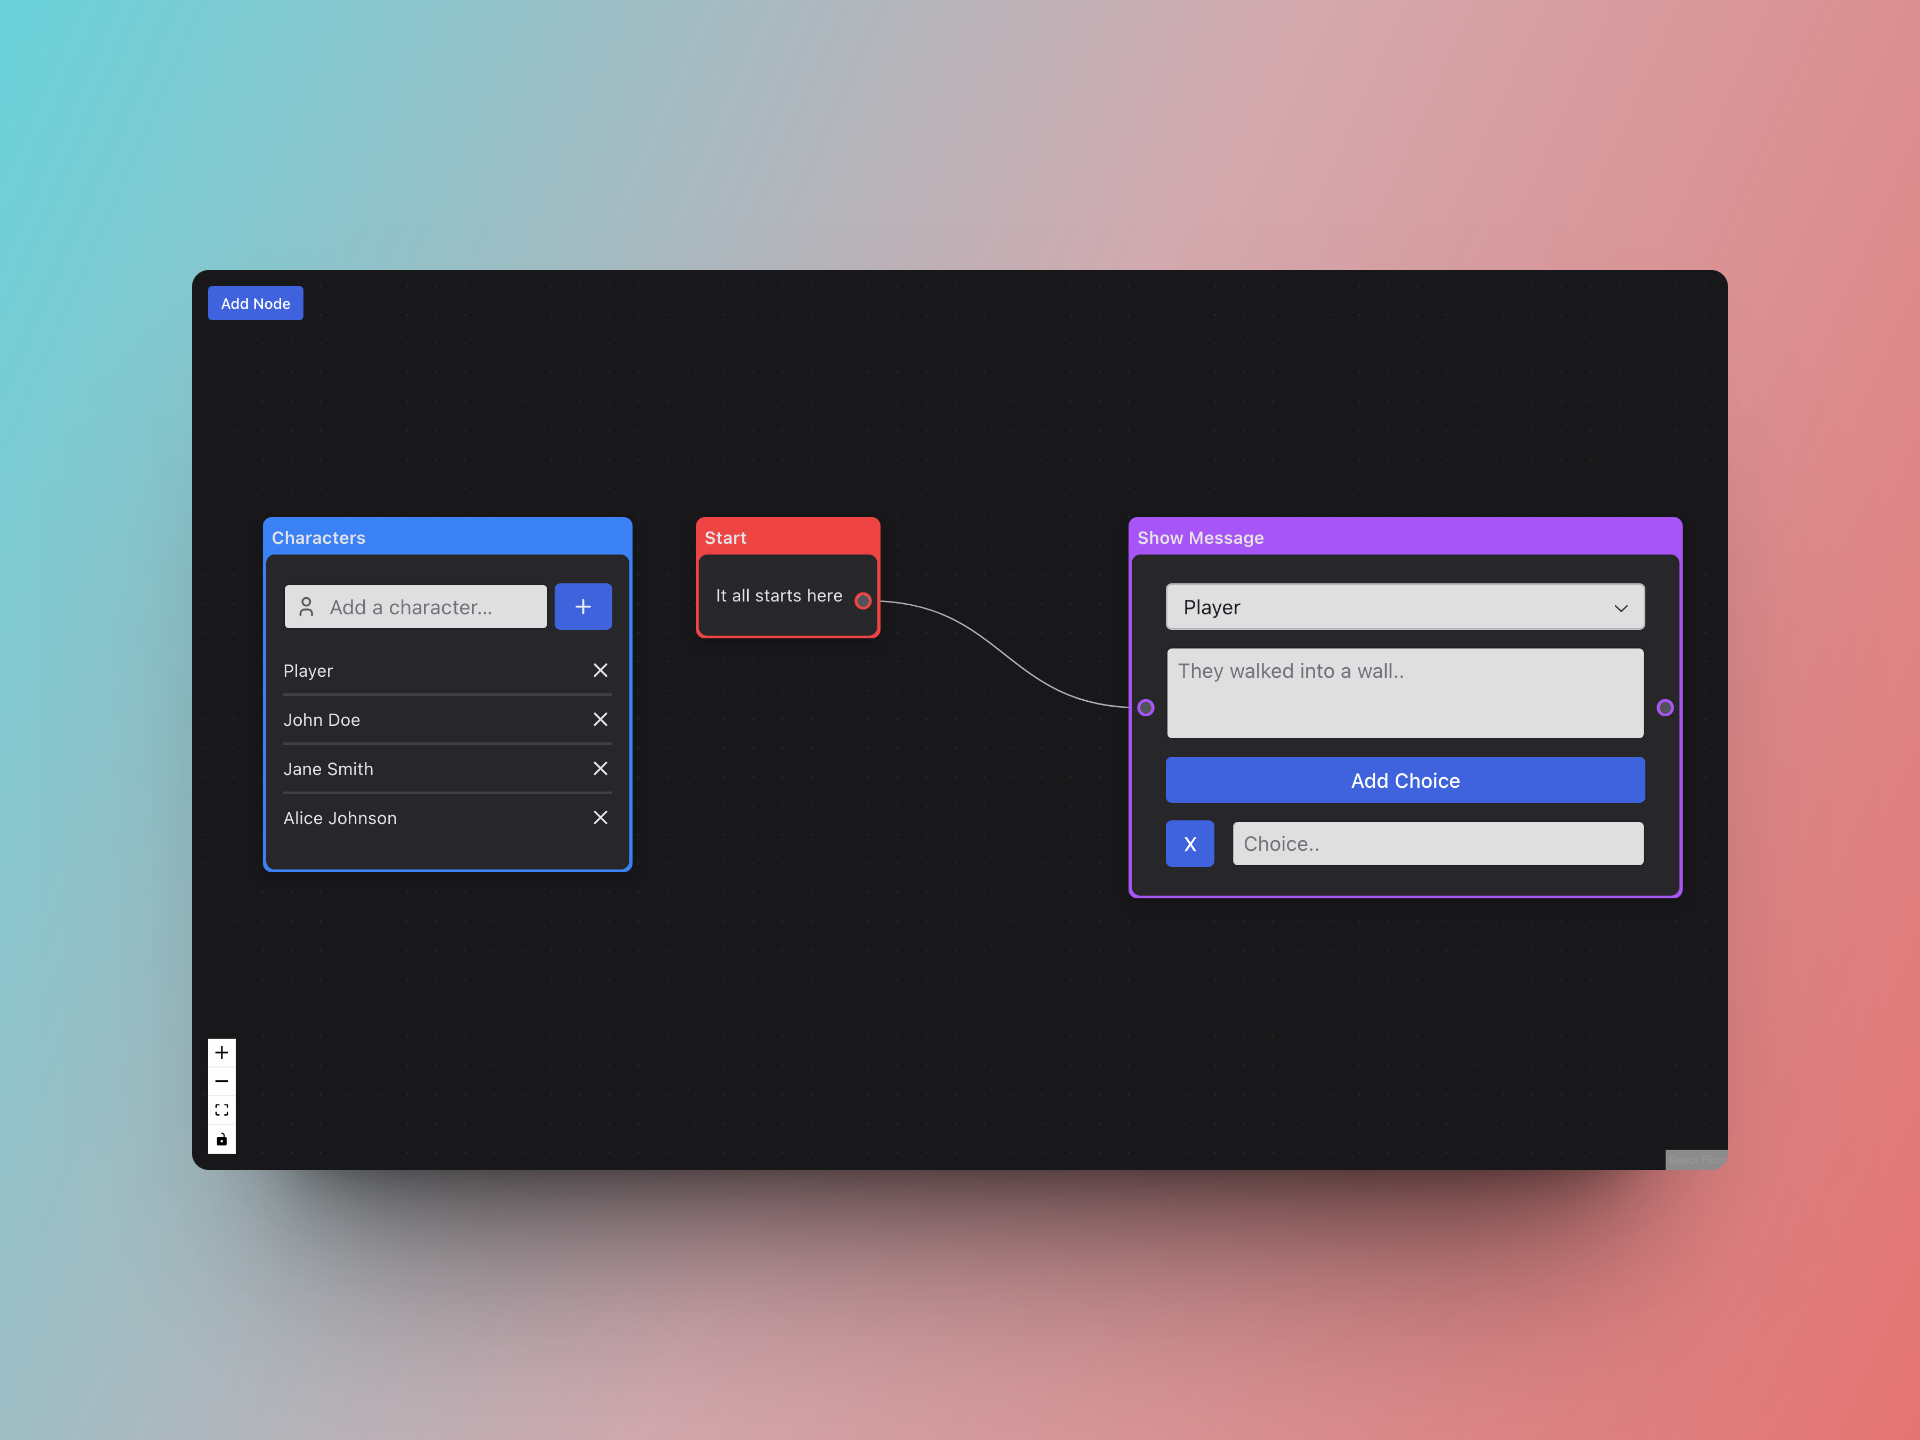 Add Node
Characters
Add a character...
Player
John Doe
Jane Smith
Alice Johnson
Start
It all starts here
Show Message
Player
They walked into a wall..
Add Choice
X
Choice..
React Flow